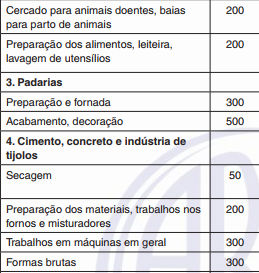 Cercado para animais doentes, baias 200
para parto de animais
Preparação dos alimentos, leiteira, 200
lavagem de utensílios
3. Padarias
Preparação e fornada 300
Acabamento, decoração 500
4. Cimento, concreto e indústria de
tijolos
Secagem 50
Preparação dos materiais, trabalhos nos 200
fornos e misturadores
Trabalhos em máquinas em geral 300
Formas brutas 300